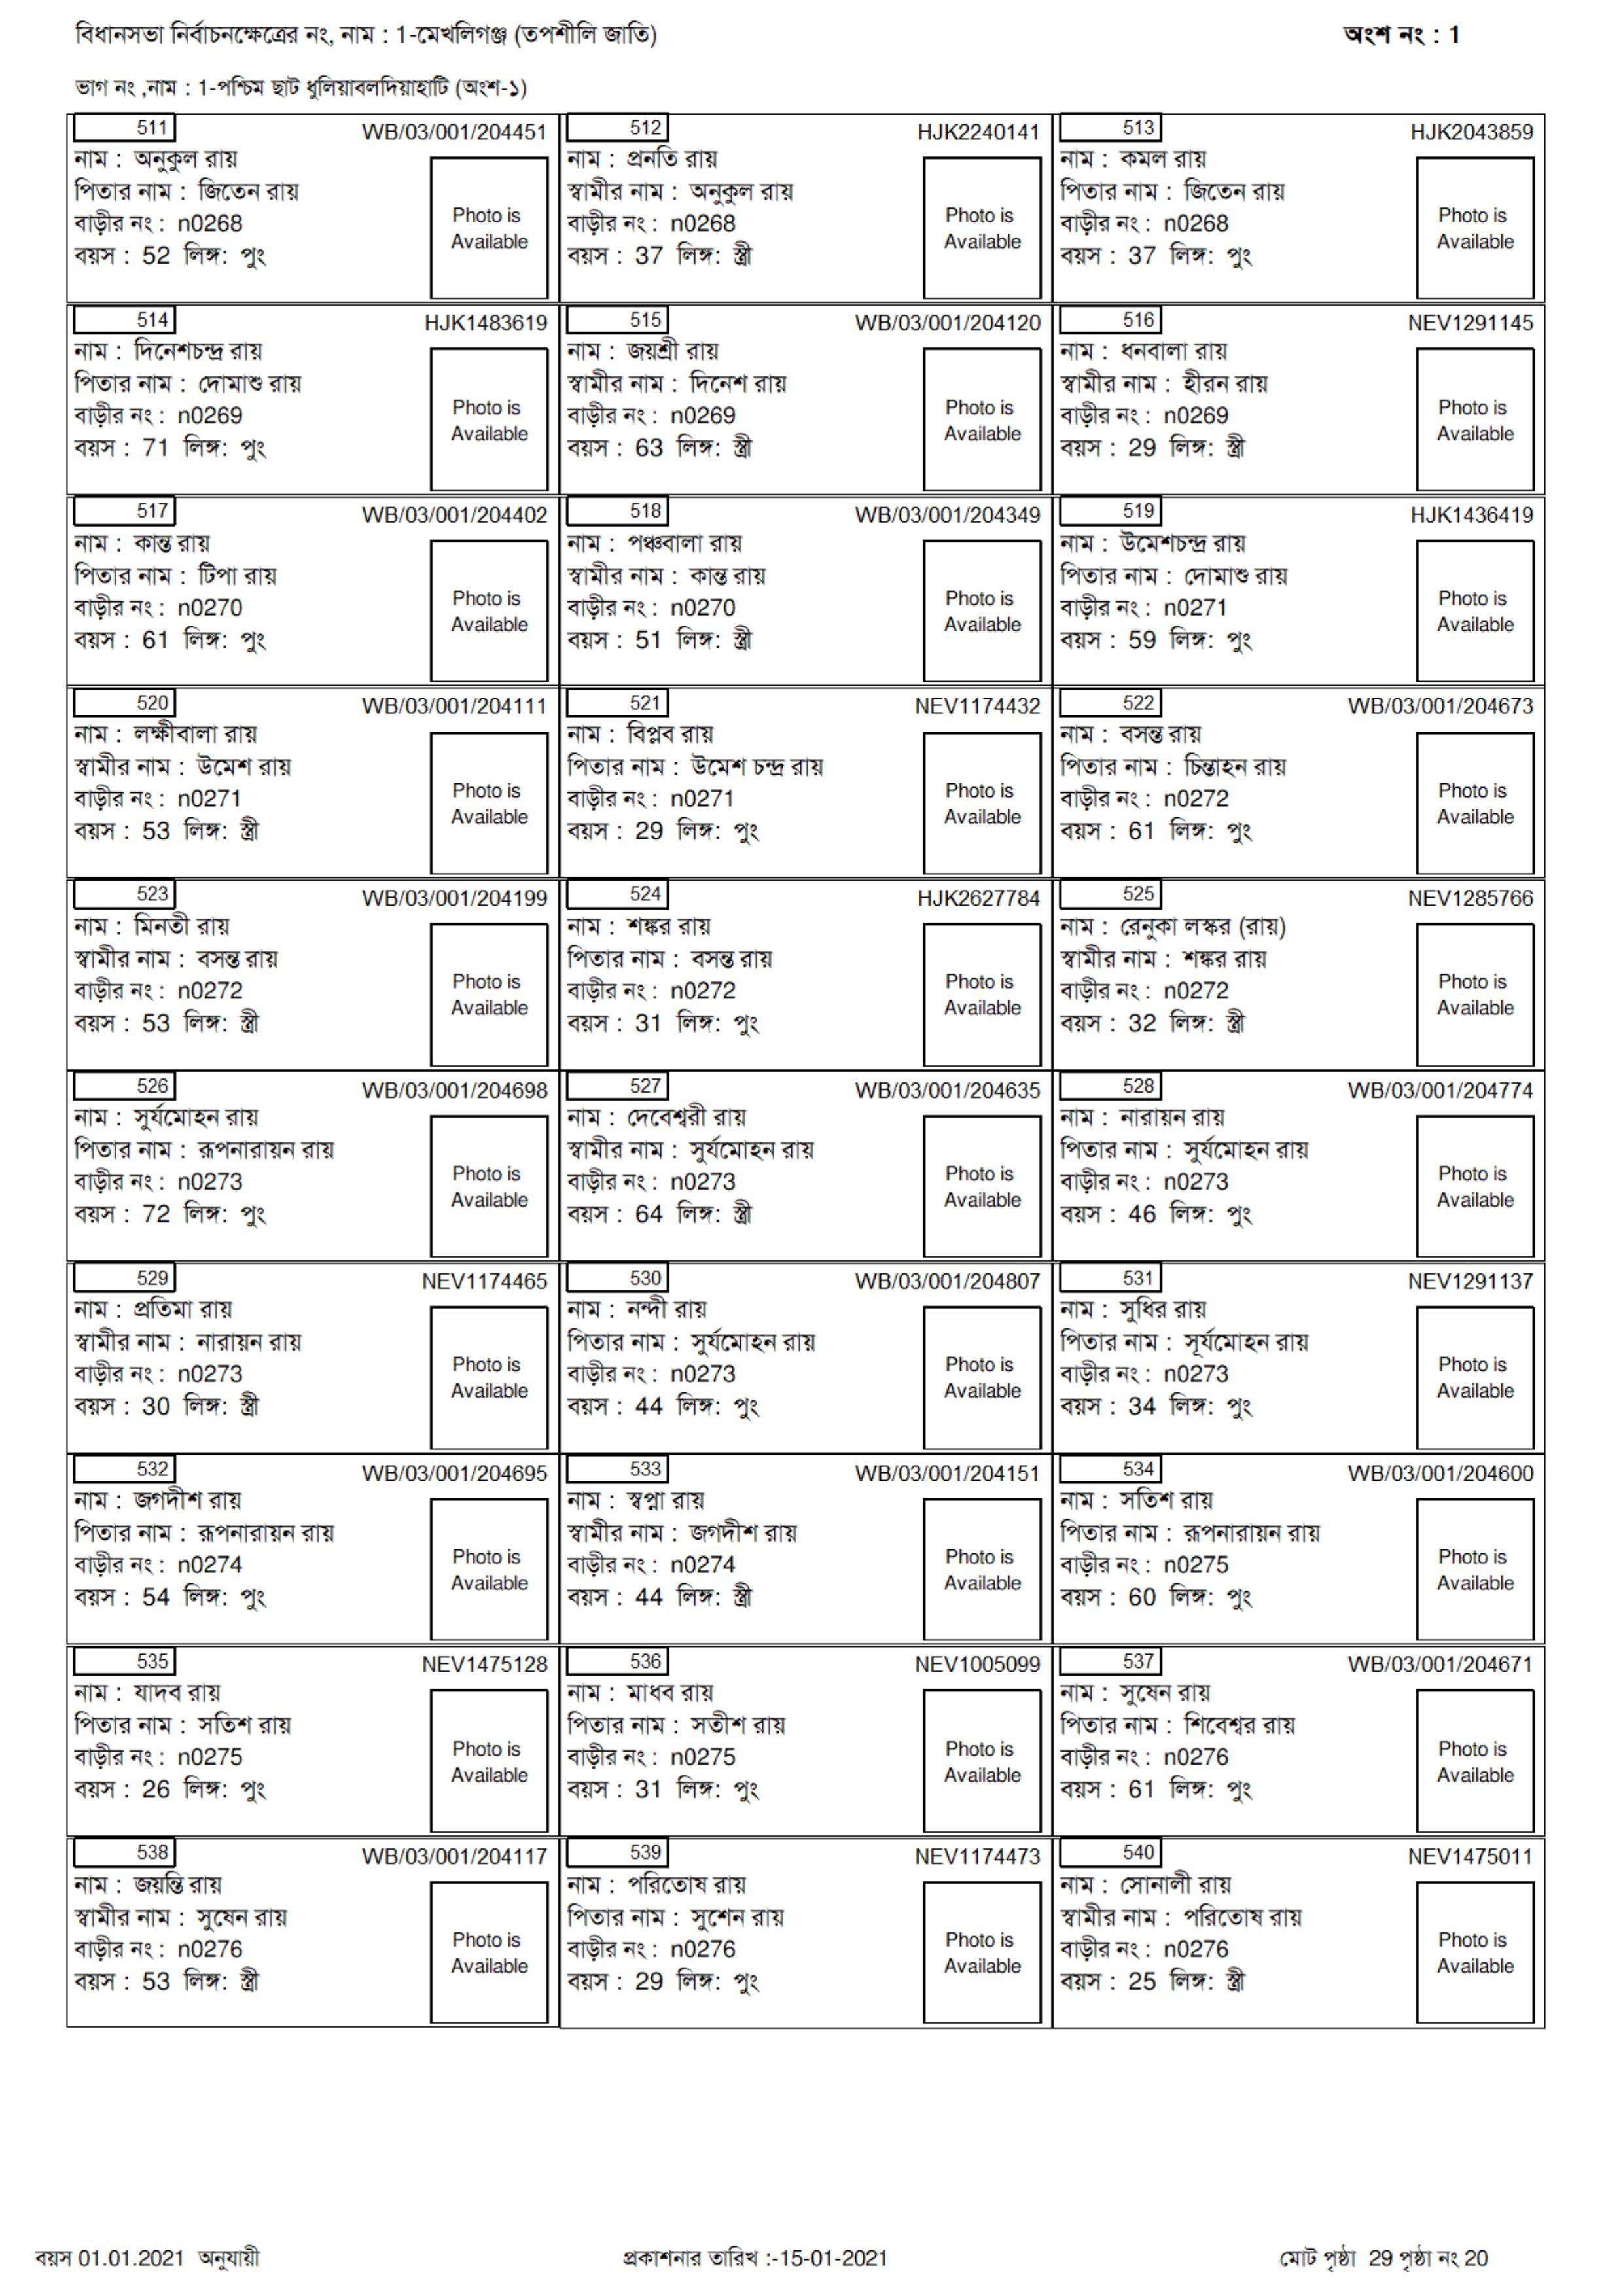 বিধানসভা নির্বাচনক্ষেত্রের নং, নাম : 1-মেখলিগঞ্জ (তপশীলি জাতি)
অংশ নং : 1
ভাগ নং ,নাম : 1-পশ্চিম ছাট ধুলিয়াবলদিয়াহাটি (অংশ-১)
511 WB/03/001/204451
নাম : অনুকুল রায়
পিতার নাম : জিতেন রায়
বাড়ীর নং : n0268
বয়স : 52 লিঙ্গ: পুং
Photo is
Available
512 HJK2240141
নাম : প্রনতি রায়
স্বামীর নাম : অনুকুল রায়
বাড়ীর নং : n0268
বয়স : 37 লিঙ্গ: স্ত্রী
Photo is
Available
513 HJK2043859
নাম : কমল রায়
পিতার নাম : জিতেন রায়
বাড়ীর নং : n0268
বয়স : 37 লিঙ্গ: পুং
Photo is
Available
514 HJK1483619
নাম : দিনেশচন্দ্র রায়
পিতার নাম : দোমাশু রায়
বাড়ীর নং : n0269
বয়স : 71 লিঙ্গ: পুং
Photo is
Available
515 WB/03/001/204120
নাম : জয়শ্রী রায়
স্বামীর নাম : দিনেশ রায়
বাড়ীর নং : n0269
বয়স : 63 লিঙ্গ: স্ত্রী
Photo is
Available
516 NEV1291145
নাম : ধনবালা রায়
স্বামীর নাম : হীরন রায়
বাড়ীর নং : n0269
বয়স : 29 লিঙ্গ: স্ত্রী
Photo is
Available
517 WB/03/001/204402
নাম : কান্ত রায়
পিতার নাম : টিপা রায়
বাড়ীর নং : n0270
বয়স : 61 লিঙ্গ: পুং
Photo is
Available
518 WB/03/001/204349
নাম : পঞ্চবালা রায়
স্বামীর নাম : কান্ত রায়
বাড়ীর নং : n0270
বয়স : 51 লিঙ্গ: স্ত্রী
Photo is
Available
519 HJK1436419
নাম : উমেশচন্দ্র রায়
পিতার নাম : দোমাশু রায়
বাড়ীর নং : n0271
বয়স : 59 লিঙ্গ: পুং
Photo is
Available
520 WB/03/001/204111
নাম : লক্ষীবালা রায়
স্বামীর নাম : উমেশ রায়
বাড়ীর নং : n0271
বয়স : 53 লিঙ্গ: স্ত্রী
Photo is
Available
521 NEV1174432
নাম : বিপ্লব রায়
পিতার নাম : উমেশ চন্দ্র রায়
বাড়ীর নং : n0271
বয়স : 29 লিঙ্গ: পুং
Photo is
Available
522 WB/03/001/204673
নাম : বসন্ত রায়
পিতার নাম : চিন্তাহন রায়
বাড়ীর নং : n0272
বয়স : 61 লিঙ্গ: পুং
Photo is
Available
523 WB/03/001/204199
নাম : মিনতী রায়
স্বামীর নাম : বসন্ত রায়
বাড়ীর নং : n0272
বয়স : 53 লিঙ্গ: স্ত্রী
Photo is
Available
524 HJK2627784
নাম : শঙ্কর রায়
পিতার নাম : বসন্ত রায়
বাড়ীর নং : n0272
বয়স : 31 লিঙ্গ: পুং
Photo is
Available
525 NEV1285766
নাম : রেনুকা লস্কর (রায়)
স্বামীর নাম : শঙ্কর রায়
বাড়ীর নং : n0272
বয়স : 32 লিঙ্গ: স্ত্রী
Photo is
Available
526 WB/03/001/204698
নাম : সুর্যমোহন রায়
পিতার নাম : রূপনারায়ন রায়
বাড়ীর নং : n0273
বয়স : 72 লিঙ্গ: পুং
Photo is
Available
527 WB/03/001/204635
নাম : দেবেশ্বরী রায়
স্বামীর নাম : সুর্যমোহন রায়
বাড়ীর নং : n0273
বয়স : 64 লিঙ্গ: স্ত্রী
Photo is
Available
528 WB/03/001/204774
নাম : নারায়ন রায়
পিতার নাম : সুর্যমোহন রায়
বাড়ীর নং : n0273
বয়স : 46 লিঙ্গ: পুং
Photo is
Available
529 NEV1174465
নাম : প্রতিমা রায়
স্বামীর নাম : নারায়ন রায়
বাড়ীর নং : n0273
বয়স : 30 লিঙ্গ: স্ত্রী
Photo is
Available
530 WB/03/001/204807
নাম : নন্দী রায়
পিতার নাম : সুর্যমোহন রায়
বাড়ীর নং : n0273
বয়স : 44 লিঙ্গ: পুং
Photo is
Available
531 NEV1291137
নাম : সুধির রায়
পিতার নাম : সূর্যমোহন রায়
বাড়ীর নং : n0273
বয়স : 34 লিঙ্গ: পুং
Photo is
Available
532 WB/03/001/204695
নাম : জগদীশ রায়
পিতার নাম : রূপনারায়ন রায়
বাড়ীর নং : n0274
বয়স : 54 লিঙ্গ: পুং
Photo is
Available
533 WB/03/001/204151
নাম : স্বপ্না রায়
স্বামীর নাম : জগদীশ রায়
বাড়ীর নং : n0274
বয়স : 44 লিঙ্গ: স্ত্রী
Photo is
Available
534 WB/03/001/204600
নাম : সতিশ রায়
পিতার নাম : রূপনারায়ন রায়
বাড়ীর নং : n0275
বয়স : 60 লিঙ্গ: পুং
Photo is
Available
535 NEV1475128
নাম : যাদব রায়
পিতার নাম : সতিশ রায়
বাড়ীর নং : n0275
বয়স : 26 লিঙ্গ: পুং
Photo is
Available
536 NEV1005099
নাম : মাধব রায়
পিতার নাম : সতীশ রায়
বাড়ীর নং : n0275
বয়স : 31 লিঙ্গ: পুং
Photo is
Available
537 WB/03/001/204671
নাম : সুষেন রায়
পিতার নাম : শিবেশ্বর রায়
বাড়ীর নং : n0276
বয়স : 61 লিঙ্গ: পুং
Photo is
Available
538 WB/03/001/204117
নাম : জয়ন্তি রায়
স্বামীর নাম : সুষেন রায়
বাড়ীর নং : n0276
বয়স : 53 লিঙ্গ: স্ত্রী
Photo is
Available
539 NEV1174473
নাম : পরিতোষ রায়
পিতার নাম : সুশেন রায়
বাড়ীর নং : n0276
বয়স : 29 লিঙ্গ: পুং
Photo is
Available
540 NEV1475011
নাম : সোনালী রায়
স্বামীর নাম : পরিতোষ রায়
বাড়ীর নং : n0276
বয়স : 25 লিঙ্গ: স্ত্রী
Photo is
Available
বয়স 01.01.2021 অনুযায়ী
প্রকাশনার তারিখ :-15-01-2021
মোট পৃষ্ঠা 29 পৃষ্ঠা নং 20